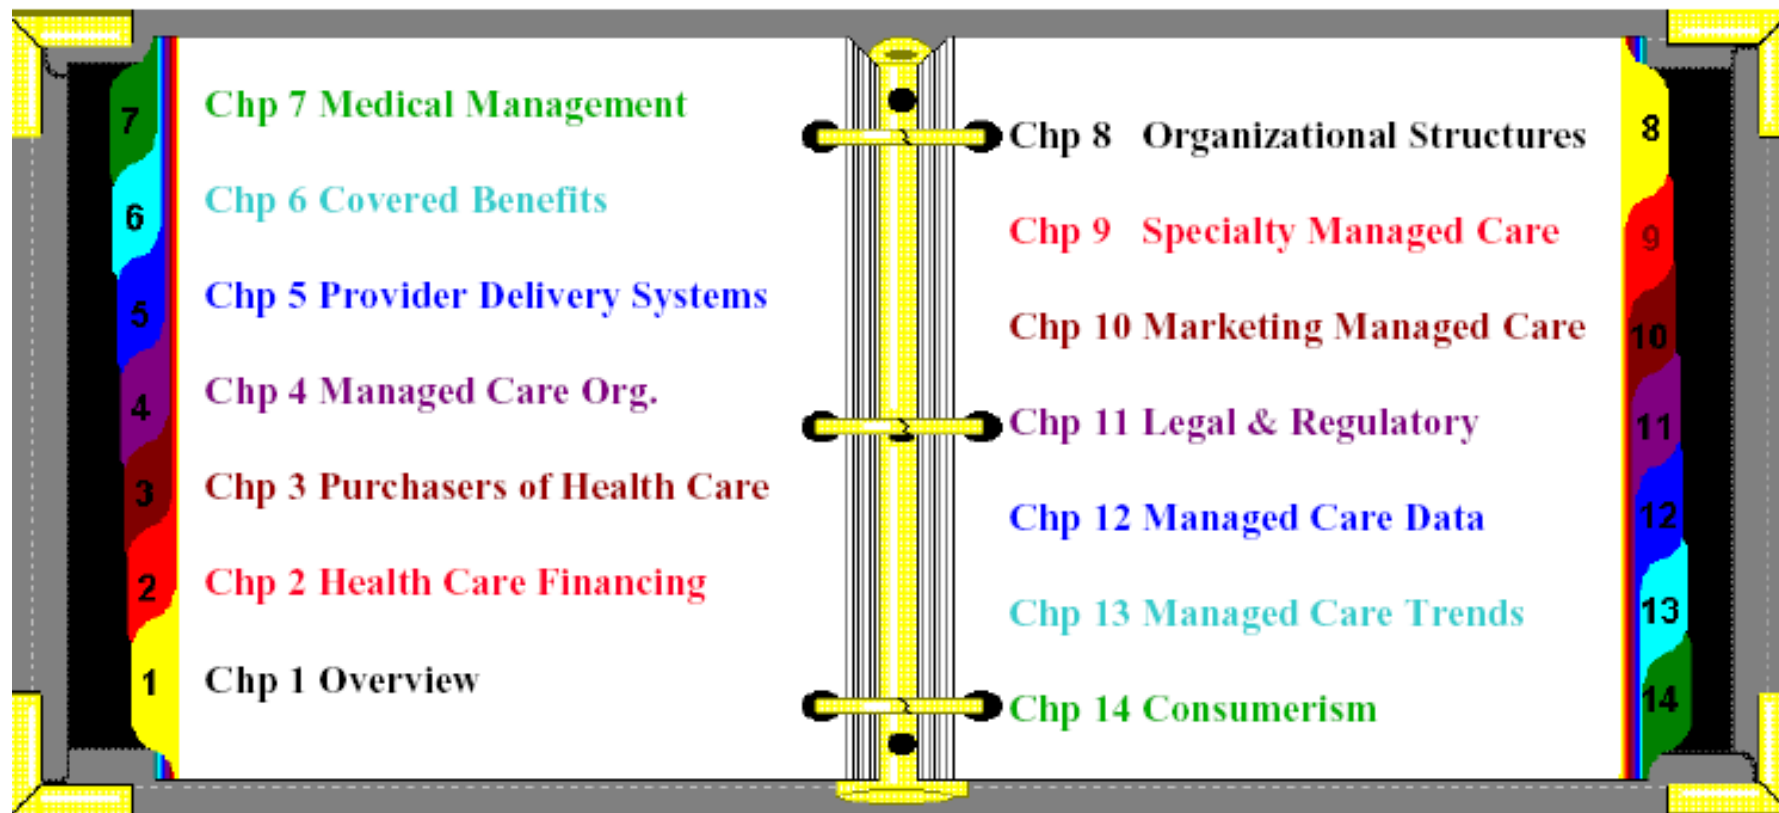 7
Chp 7 Medical Management
6
Chp 6 Covered Benefits
5
Chp 5 Provider Delivery Systems
4
Chp 4 Managed Care Org.
3
Chp 3 Purchasers of Health Care
2
Chp 2 Health Care Financing
1
Chp 1 Overview
Chp 8 Organizational Structures
8
Chp 9 Specialty Managed Care
9
Chp 10 Marketing Managed Care
10
Chp 11 Legal & Regulatory
11
Chp 12 Managed Care Data
12
Chp 13 Managed Care Trends
13
Chp 14 Consumerism
14